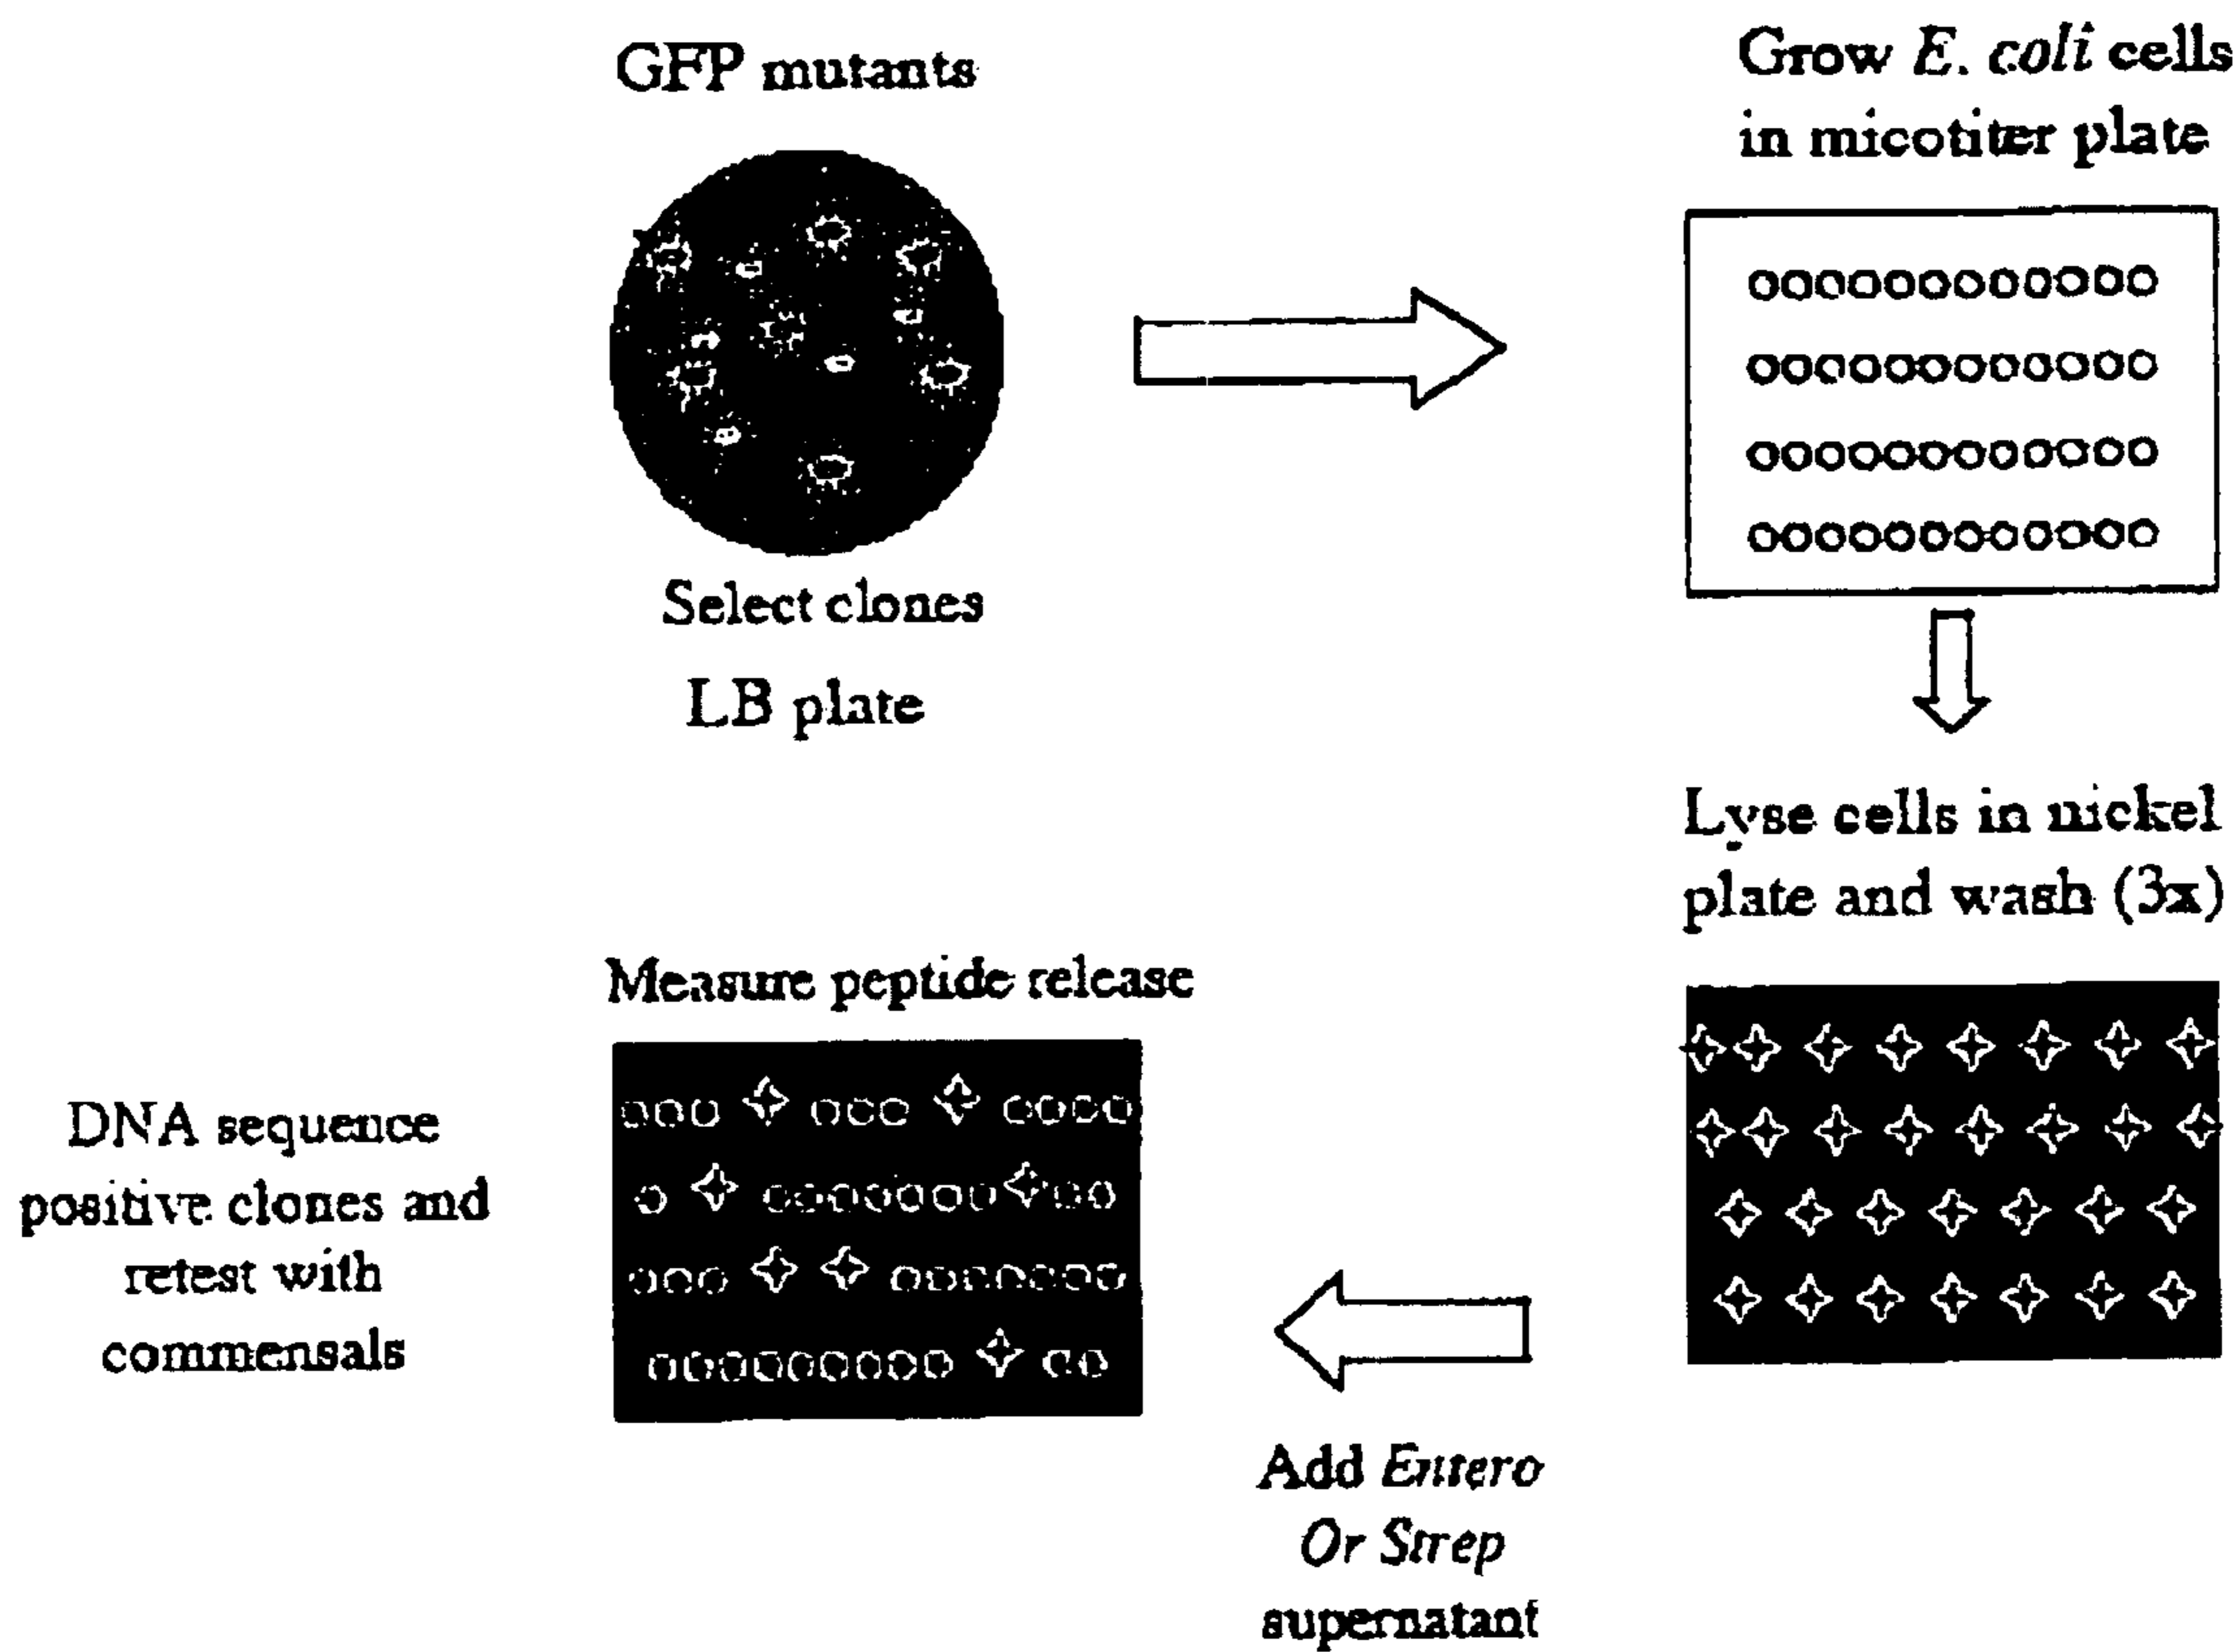 GFP mutants
Select clones
LB plate
Grow E. coli cells
in micotiter plate
Lyse cells in nickel
plate and wash (3x)
Add Entero
Or Strep
supernatant
Measure peptide release
DNA sequence
positive clones and
retest with
commensals